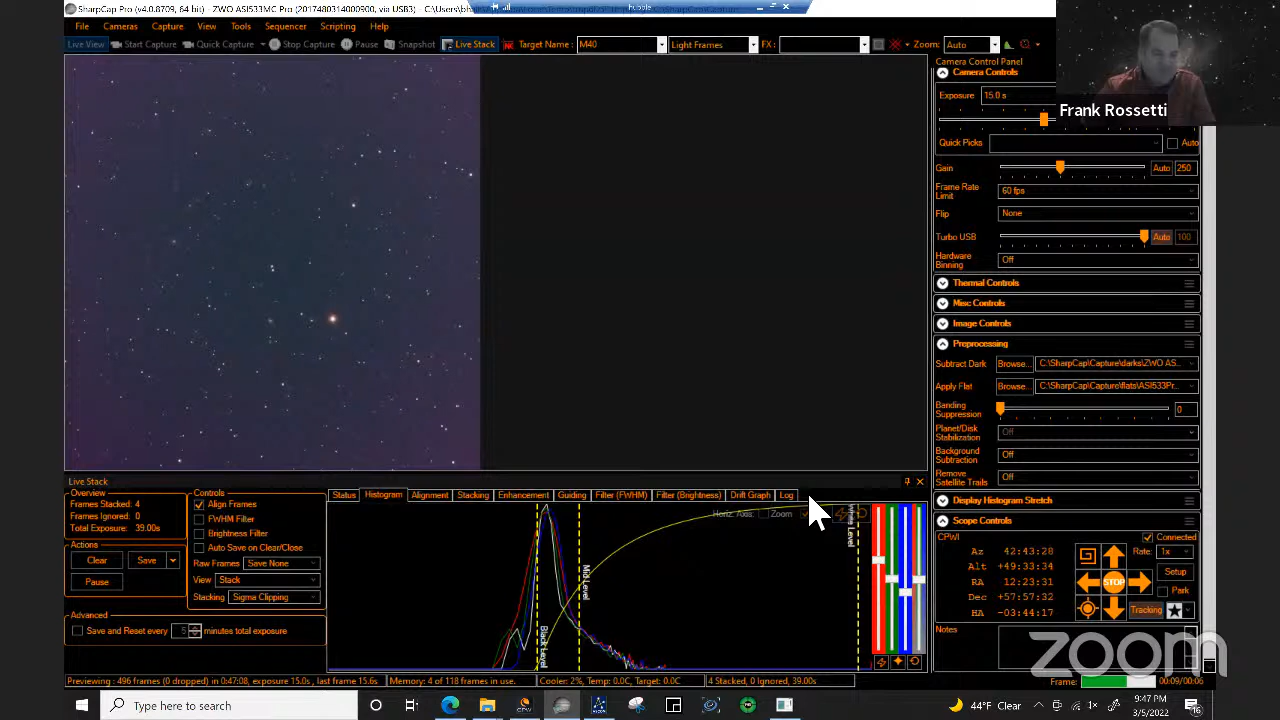 SharpCap Pro (v4.0.8709, 64 bit) - ZWO ASI533MC Pro (2017480314000900, via USB3)
Hubble
File Cameras Capture View Tools Sequencer Scripting Help
Live View Start Capture Quick Capture Stop Capture Pause Snapshot Live Stack Target Name: M40 Light Frames FX: Zoom: Auto
Camera Control Panel
Camera Controls
Exposure 15.0 s
Frank Rossetti
Quick Picks Auto
Gain Auto 250
Frame Rate Limit 60 fps
Flip None
Turbo USB Auto 100
Hardware Binning Off
Thermal Controls
Misc Controls
Image Controls
Preprocessing
Subtract Dark Browse... C:\SharpCap\Capture\darks\ZWO AS...
Apply Flat Browse... C:\SharpCap\Capture\flats\ASI533Pr...
Banding Suppression 0
Planet/Disk Stabilization Off
Background Subtraction Off
Remove Satellite Trails Off
Display Histogram Stretch
Scope Controls
CPWI Connected
Az 42:43:28 Rate: 1x
Alt +49:33:34
RA 12:23:31 STOP Setup
Dec +57:57:32 Park
HA -03:44:17 Tracking
Notes
Live Stack
Overview
Frames Stacked: 4
Frames Ignored: 0
Total Exposure: 39.00s
Actions
Clear Save
Pause
Controls
Align Frames
FWHM Filter
Brightness Filter
Auto Save on Clear/Close
Raw Frames Save None
View Stack
Stacking Sigma Clipping
Advanced
Save and Reset every 5 minutes total exposure
Status Histogram Alignment Stacking Enhancement Guiding Filter (FWHM) Filter (Brightness) Drift Graph Log
Horiz. Axis: Zoom
Black Level
Mid Level
White Level
Previewing : 496 frames (0 dropped) in 0:47:08, exposure 15.0s , last frame 15.6s Memory: 4 of 118 frames in use. Cooler: 2%, Temp: 0.0C, Target: 0.0C 4 Stacked, 0 Ignored, 39.00s Frame: 00:09/00:06
zoom
Type here to search
44°F Clear
9:47 PM
3/5/2022
16